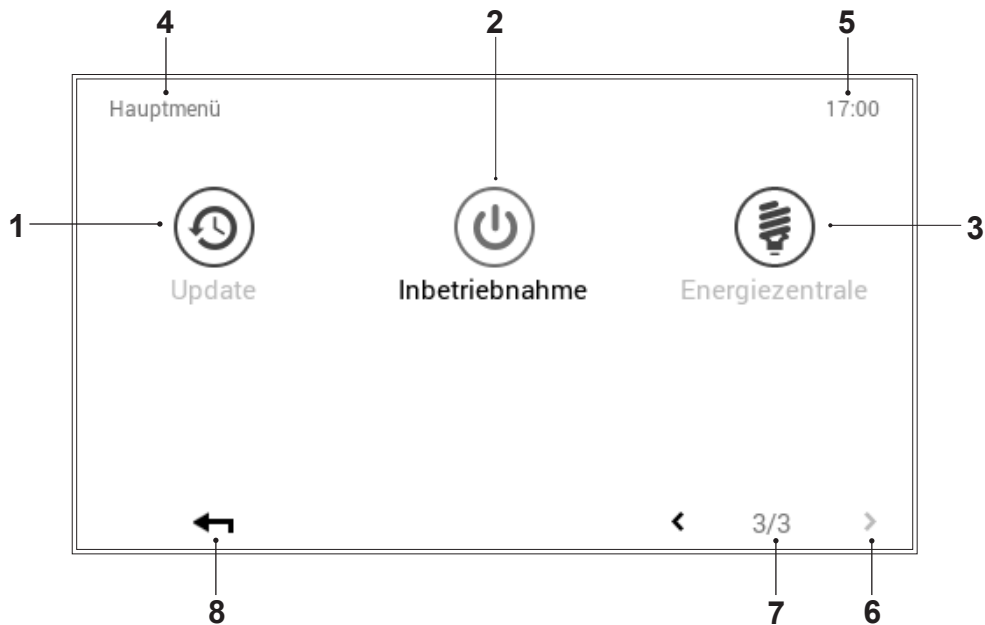 4 2 5
Hauptmenü 17:00
1 3
Update Inbetriebnahme Energiezentrale
3/3
8 7 6